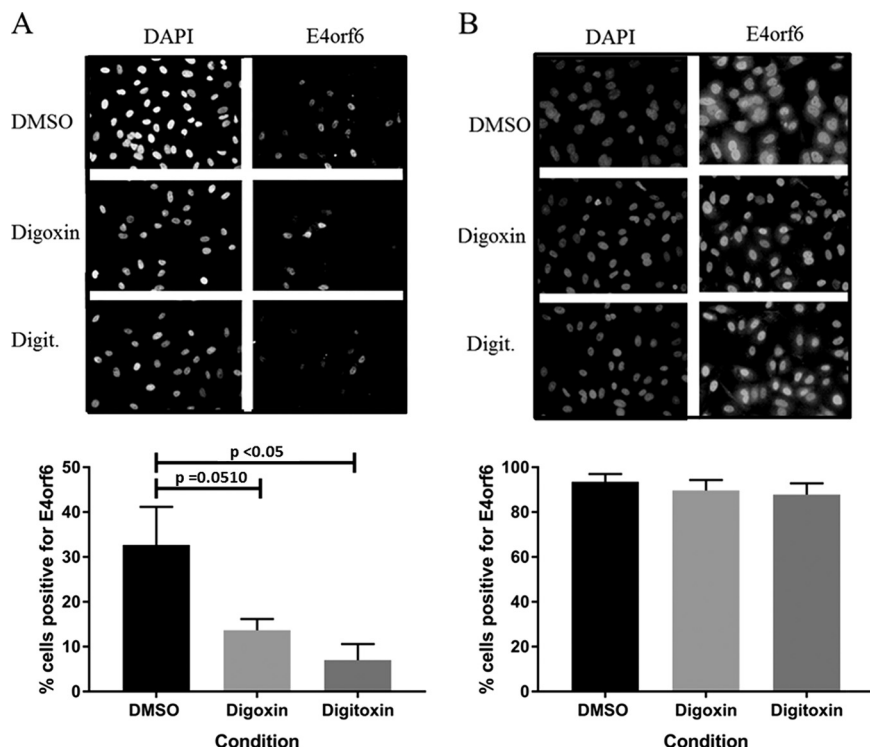 A
DAPI E4orf6
DMSO
Digoxin
Digit.
p <0.05
p =0.0510
% cells positive for E4orf6
50
40
30
20
10
0
DMSO Digoxin Digitoxin
Condition
B
DAPI E4orf6
DMSO
Digoxin
Digit.
% cells positive for E4orf6
100
80
60
40
20
0
DMSO Digoxin Digitoxin
Condition